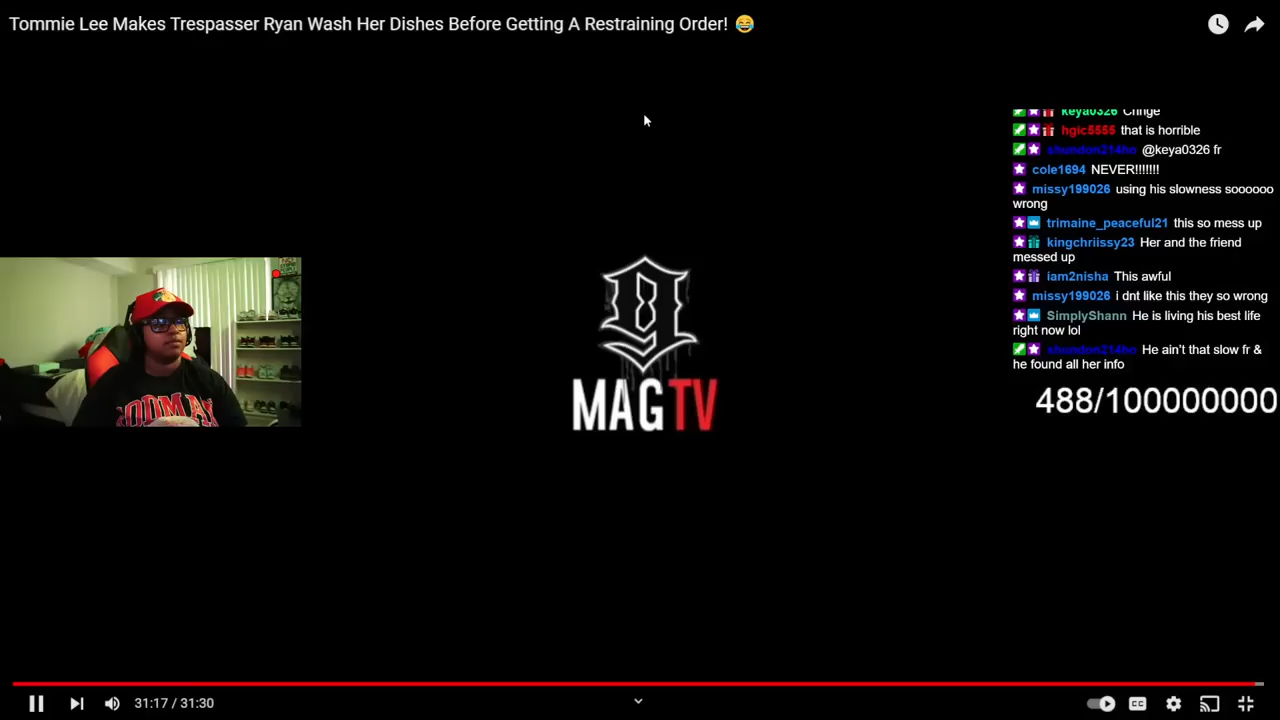 Tommie Lee Makes Trespasser Ryan Wash Her Dishes Before Getting A Restraining Order! 😂
keya0326 Cringe
hgic5555 that is horrible
@keya0326 fr
cole1694 NEVER!!!!!!!
missy199026 using his slowness soooooo
wrong
trimaine_peaceful21 this so mess up
kingchriissy23 Her and the friend
messed up
iam2nisha This awful
missy199026 i dnt like this they so wrong
SimplyShann He is living his best life
right now lol
He ain't that slow fr &
he found all her info
488/100000000
g
MAGTV
31:17 / 31:30
CC